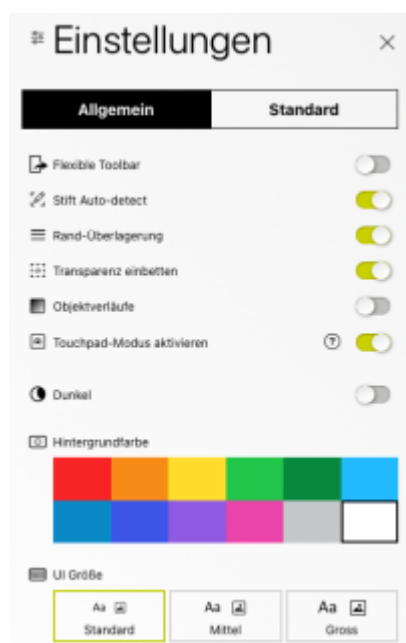 Einstellungen
Allgemein Standard
Flexible Toolbar
Stift Auto-detect
Rand-Überlagerung
Transparenz einbetten
Objektverläufe
Touchpad-Modus aktivieren ?
Dunkel
Hintergrundfarbe
UI Größe
Aa Aa Aa
Standard Mittel Gross